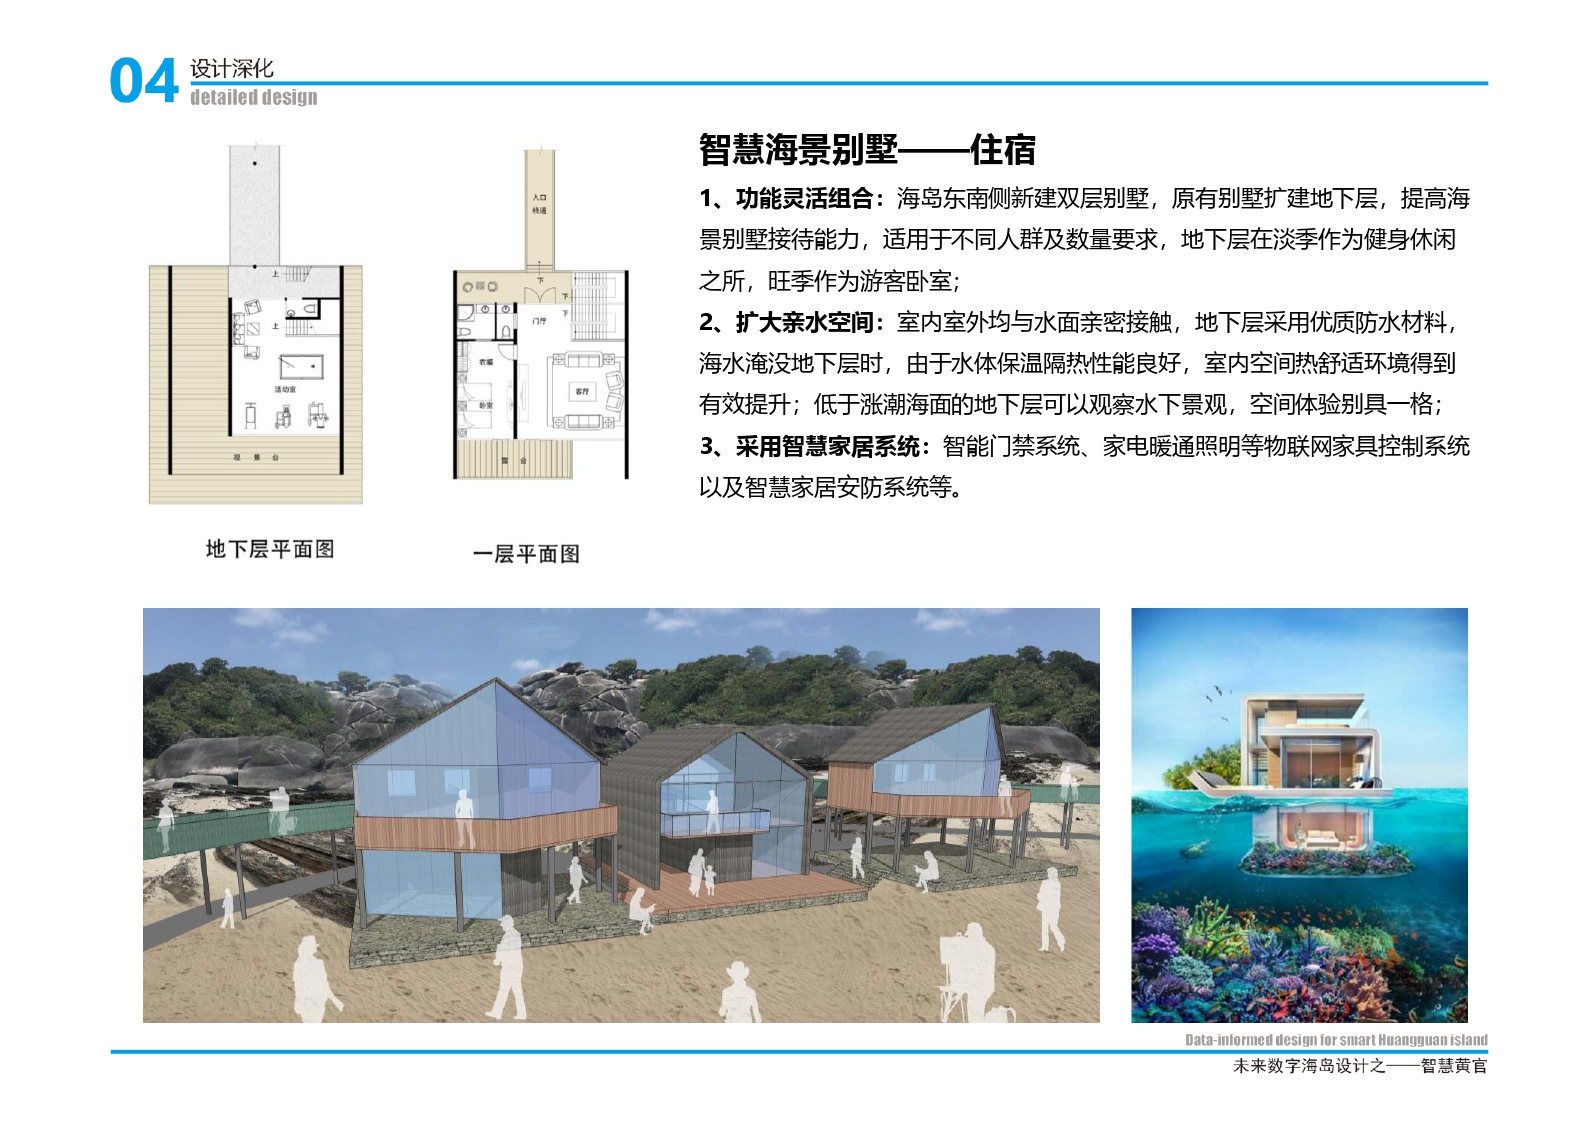 04
设计深化
detailed design
智慧海景别墅——住宿
1、功能灵活组合：海岛东南侧新建双层别墅，原有别墅扩建地下层，提高海
景别墅接待能力，适用于不同人群及数量要求，地下层在淡季作为健身休闲
之所，旺季作为游客卧室；
2、扩大亲水空间：室内室外均与水面亲密接触，地下层采用优质防水材料，
海水淹没地下层时，由于水体保温隔热性能良好，室内空间热舒适环境得到
有效提升；低于涨潮海面的地下层可以观察水下景观，空间体验别具一格；
3、采用智慧家居系统：智能门禁系统、家电暖通照明等物联网家具控制系统
以及智慧家居安防系统等。
上
上
活动室
观景台
地下层平面图
入口
栈道
下
下
下
门厅
衣帽
卧室
客厅
露台
一层平面图
Data-informed design for smart Huangguan island
未来数字海岛设计之——智慧黄官